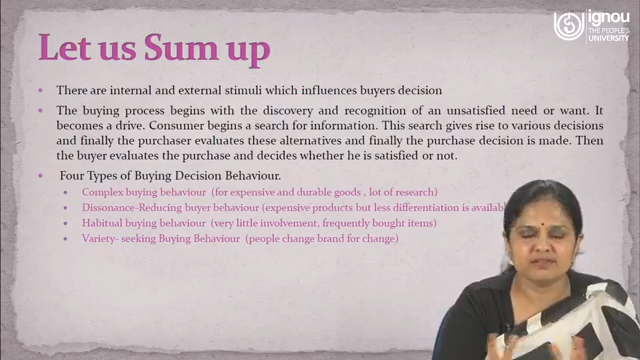 Let us Sum up
ignou
THE PEOPLE'S
UNIVERSITY
There are internal and external stimuli which influences buyers decision
The buying process begins with the discovery and recognition of an unsatisfied need or want. It
becomes a drive. Consumer begins a search for information. This search gives rise to various decisions
and finally the purchaser evaluates these alternatives and finally the purchase decision is made. Then
the buyer evaluates the purchase and decides whether he is satisfied or not.
Four Types of Buying Decision Behaviour.
Complex buying behaviour (for expensive and durable goods , lot of research)
Dissonance-Reducing buyer behaviour (expensive products but less differentiation is
Habitual buying behaviour (very little involvement, frequently bought items)
Variety- seeking Buying Behaviour (people change brand for change)